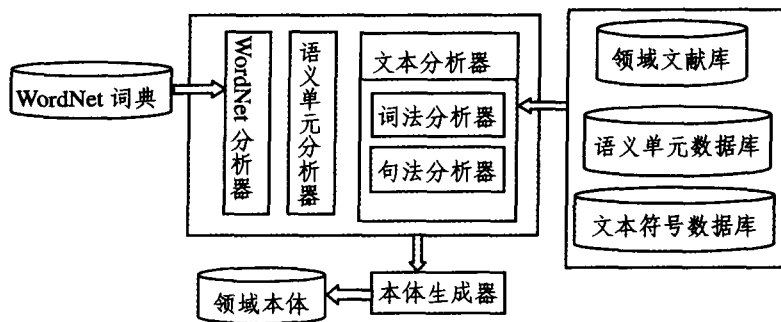 WordNet 词典
WordNet 分析器
语义单元分析器
文本分析器
词法分析器
句法分析器
领域文献库
语义单元数据库
文本符号数据库
领域本体
本体生成器